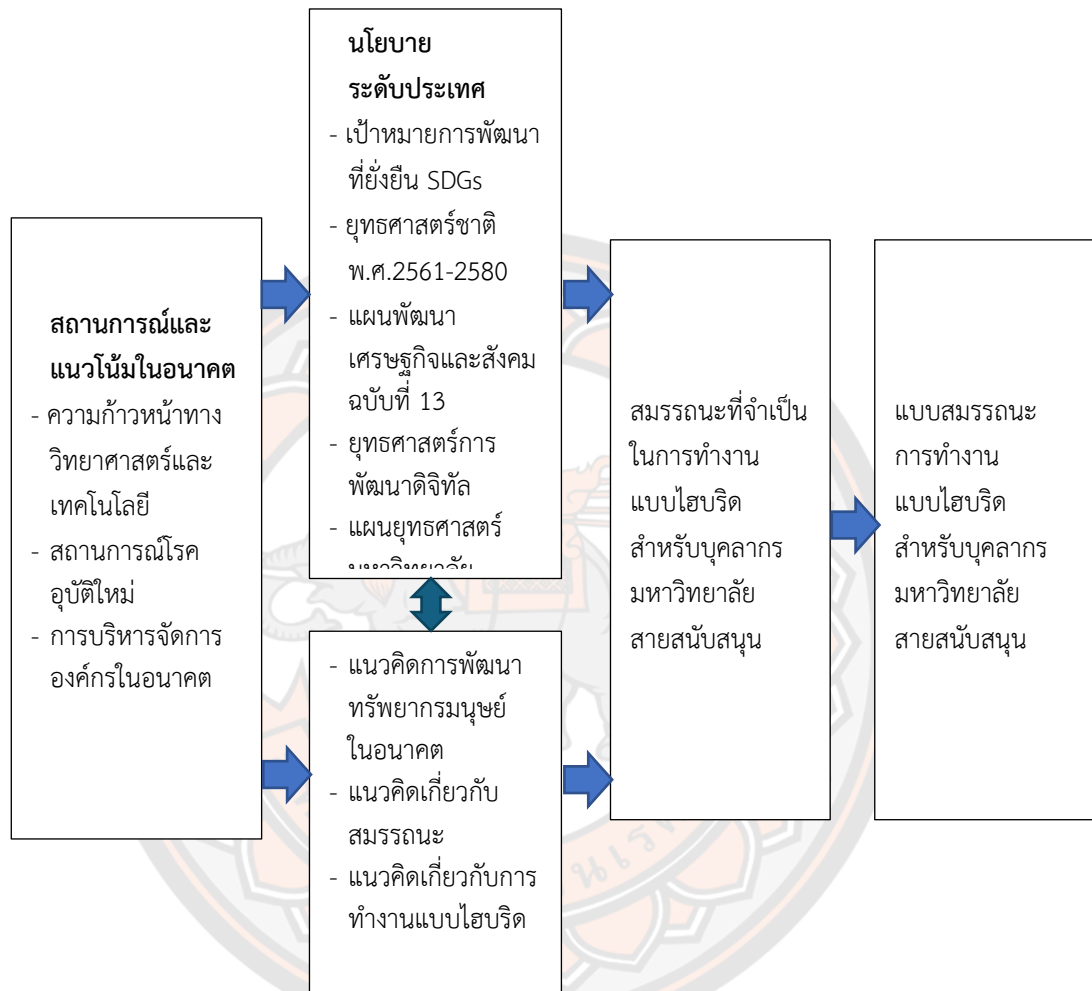 สถานการณ์และ
แนวโน้มในอนาคต
- ความก้าวหน้าทาง
วิทยาศาสตร์และ
เทคโนโลยี
- สถานการณ์โรค
อุบัติใหม่
- การบริหารจัดการ
องค์กรในอนาคต
นโยบาย
ระดับประเทศ
- เป้าหมายการพัฒนา
ที่ยั่งยืน SDGs
- ยุทธศาสตร์ชาติ
พ.ศ.2561-2580
- แผนพัฒนา
เศรษฐกิจและสังคม
ฉบับที่ 13
- ยุทธศาสตร์การ
พัฒนาดิจิทัล
- แผนยุทธศาสตร์
มหาวิทยาลัย
- แนวคิดการพัฒนา
ทรัพยากรมนุษย์
ในอนาคต
- แนวคิดเกี่ยวกับ
สมรรถนะ
- แนวคิดเกี่ยวกับการ
ทำงานแบบไฮบริด
สมรรถนะที่จำเป็น
ในการทำงาน
แบบไฮบริด
สำหรับบุคลากร
มหาวิทยาลัย
สายสนับสนุน
แบบสมรรถนะ
การทำงาน
แบบไฮบริด
สำหรับบุคลากร
มหาวิทยาลัย
สายสนับสนุน